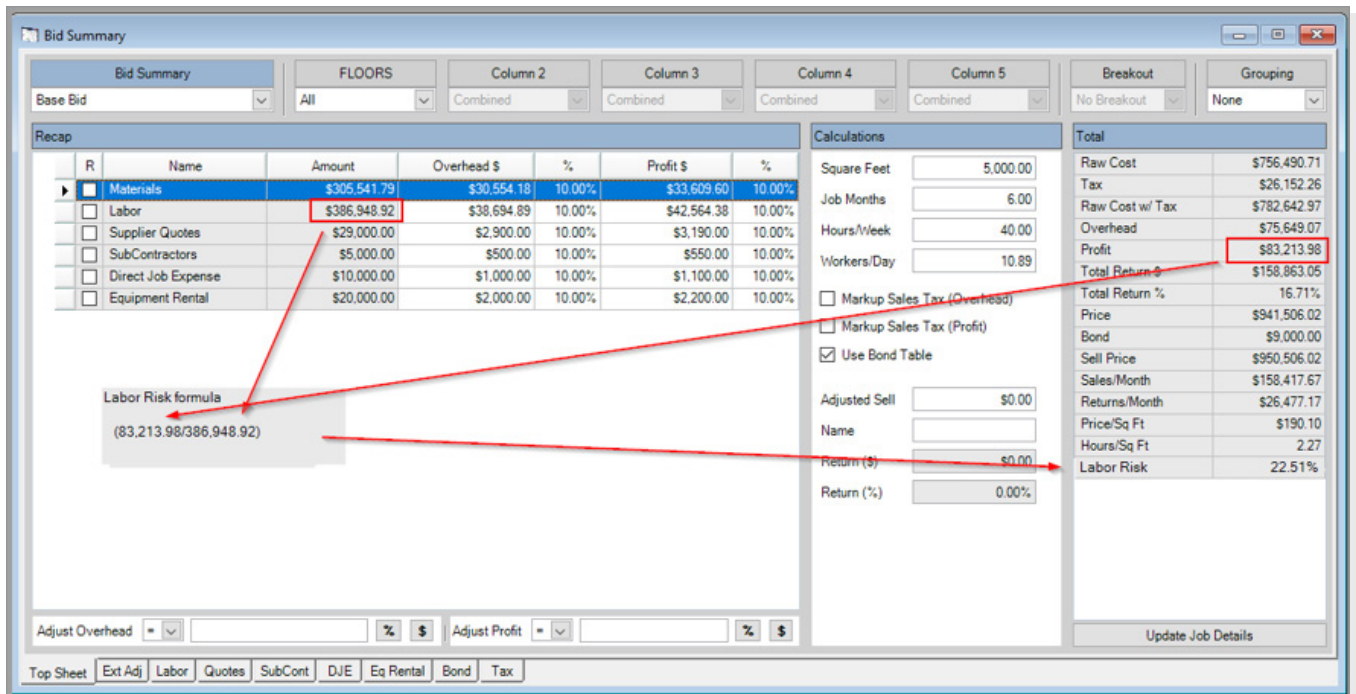 Bid Summary
Bid Summary FLOORS Column 2 Column 3 Column 4 Column 5 Breakout Grouping
Base Bid All Combined Combined Combined Combined No Breakout None
Recap
R Name Amount Overhead $ % Profit $ %
Materials $305,541.79 $30,554.18 10.00% $33,609.60 10.00%
Labor $386,948.92 $38,694.89 10.00% $42,564.38 10.00%
Supplier Quotes $29,000.00 $2,900.00 10.00% $3,190.00 10.00%
SubContractors $5,000.00 $500.00 10.00% $550.00 10.00%
Direct Job Expense $10,000.00 $1,000.00 10.00% $1,100.00 10.00%
Equipment Rental $20,000.00 $2,000.00 10.00% $2,200.00 10.00%
Labor Risk formula
(83,213.98/386,948.92)
Adjust Overhead = % $ Adjust Profit = % $
Calculations
Square Feet 5,000.00
Job Months 6.00
Hours/Week 40.00
Workers/Day 10.89
Markup Sales Tax (Overhead)
Markup Sales Tax (Profit)
Use Bond Table
Adjusted Sell $0.00
Name
Return ($) $0.00
Return (%) 0.00%
Total
Raw Cost $756,490.71
Tax $26,152.26
Raw Cost w/ Tax $782,642.97
Overhead $75,649.07
Profit $83,213.98
Total Return $ $158,863.05
Total Return % 16.71%
Price $941,506.02
Bond $9,000.00
Sell Price $950,506.02
Sales/Month $158,417.67
Returns/Month $26,477.17
Price/Sq Ft $190.10
Hours/Sq Ft 2.27
Labor Risk 22.51%
Update Job Details
Top Sheet Ext Adj Labor Quotes SubCont DJE Eq Rental Bond Tax